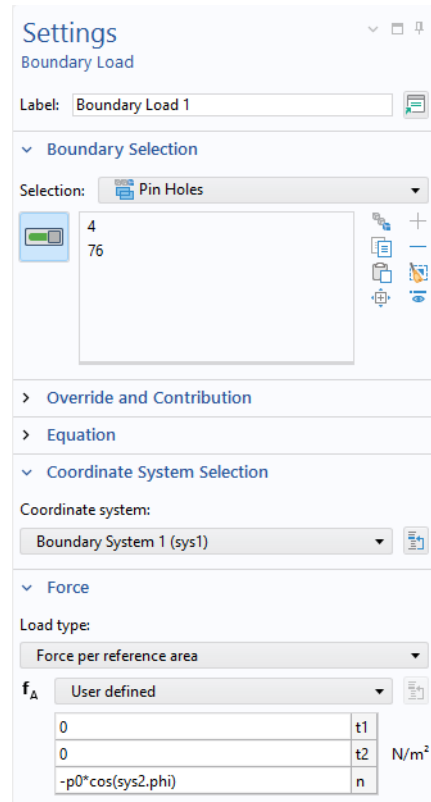 Settings
Boundary Load
Label: Boundary Load 1
Boundary Selection
Selection: Pin Holes
4
76
Override and Contribution
Equation
Coordinate System Selection
Coordinate system:
Boundary System 1 (sys1)
Force
Load type:
Force per reference area
f_A User defined
0 t1
0 t2 N/m²
-p0*cos(sys2.phi) n